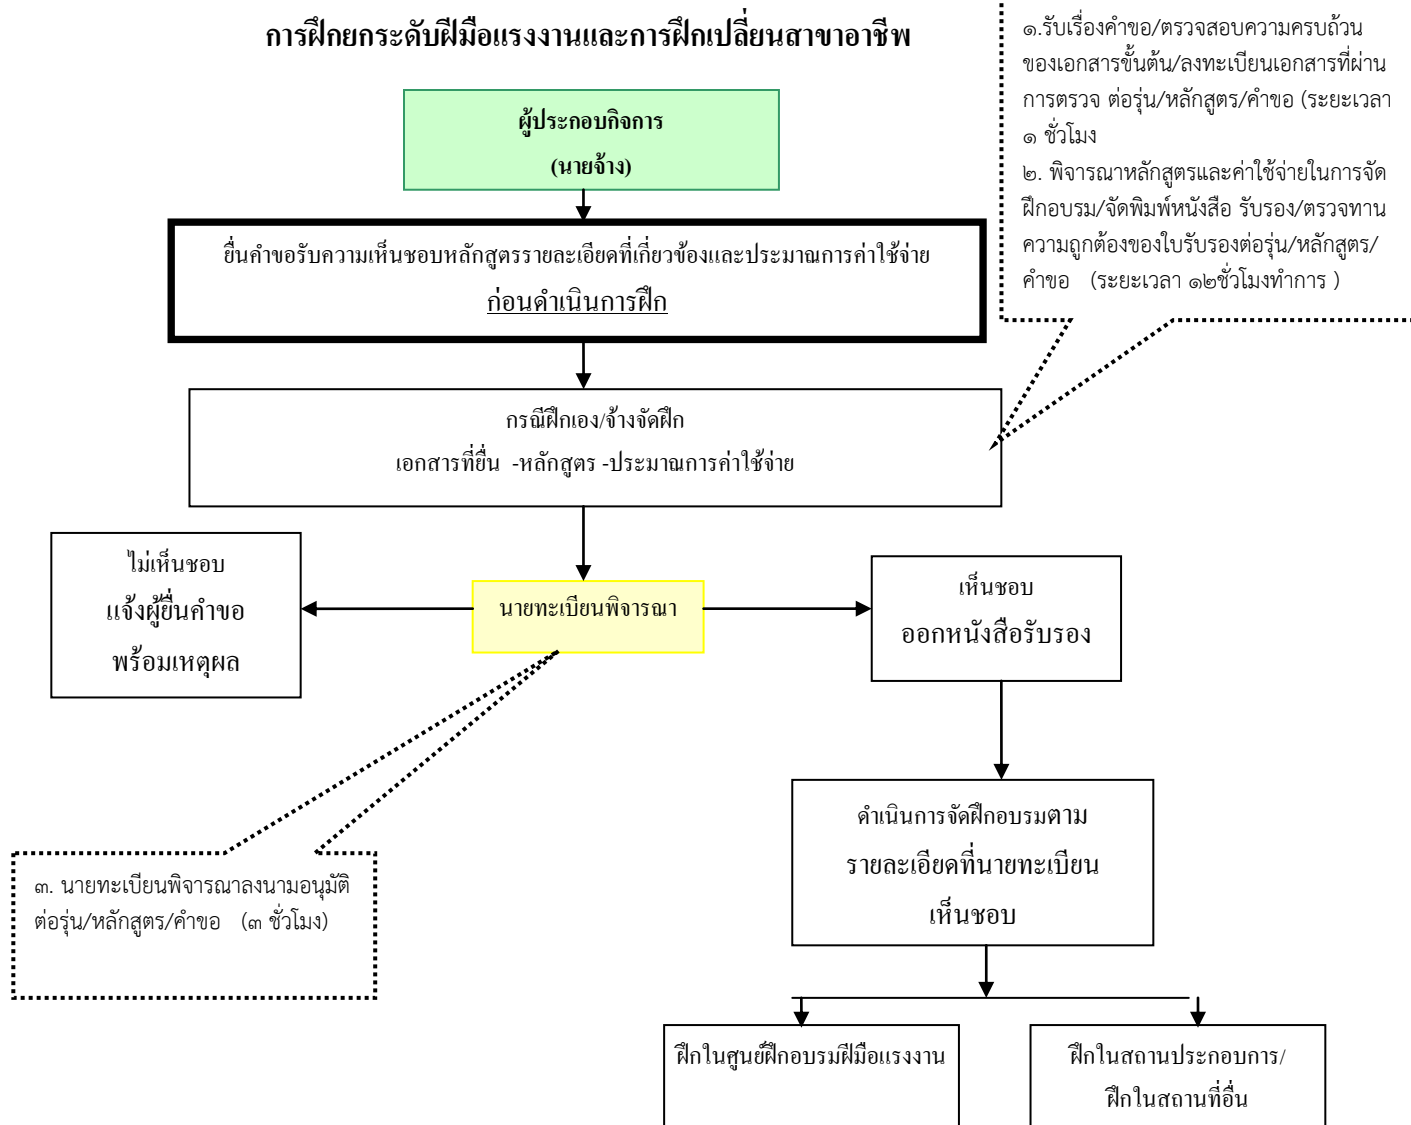 การฝึกยกระดับฝีมือแรงงานและการฝึกเปลี่ยนสาขาอาชีพ
๑.รับเรื่องคำขอ/ตรวจสอบความครบถ้วน
ของเอกสารขั้นต้น/ลงทะเบียนเอกสารที่ผ่าน
การตรวจ ต่อรุ่น/หลักสูตร/คำขอ (ระยะเวลา
๑ ชั่วโมง
๒. พิจารณาหลักสูตรและค่าใช้จ่ายในการจัด
ฝึกอบรม/จัดพิมพ์หนังสือ รับรอง/ตรวจทาน
ความถูกต้องของใบรับรองต่อรุ่น/หลักสูตร/
คำขอ (ระยะเวลา ๑๒ชั่วโมงทำการ )
ผู้ประกอบกิจการ
(นายจ้าง)
ยื่นคำขอรับความเห็นชอบหลักสูตรรายละเอียดที่เกี่ยวข้องและประมาณการค่าใช้จ่าย
ก่อนดำเนินการฝึก
กรณีฝึกเอง/จ้างจัดฝึก
เอกสารที่ยื่น -หลักสูตร -ประมาณการค่าใช้จ่าย
ไม่เห็นชอบ
แจ้งผู้ยื่นคำขอ
พร้อมเหตุผล
นายทะเบียนพิจารณา
เห็นชอบ
ออกหนังสือรับรอง
ดำเนินการจัดฝึกอบรมตาม
รายละเอียดที่นายทะเบียน
เห็นชอบ
๓. นายทะเบียนพิจารณาลงนามอนุมัติ
ต่อรุ่น/หลักสูตร/คำขอ (๓ ชั่วโมง)
ฝึกในศูนย์ฝึกอบรมฝีมือแรงงาน
ฝึกในสถานประกอบการ/
ฝึกในสถานที่อื่น